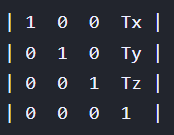 | 1 0 0 Tx |
| 0 1 0 Ty |
| 0 0 1 Tz |
| 0 0 0 1 |